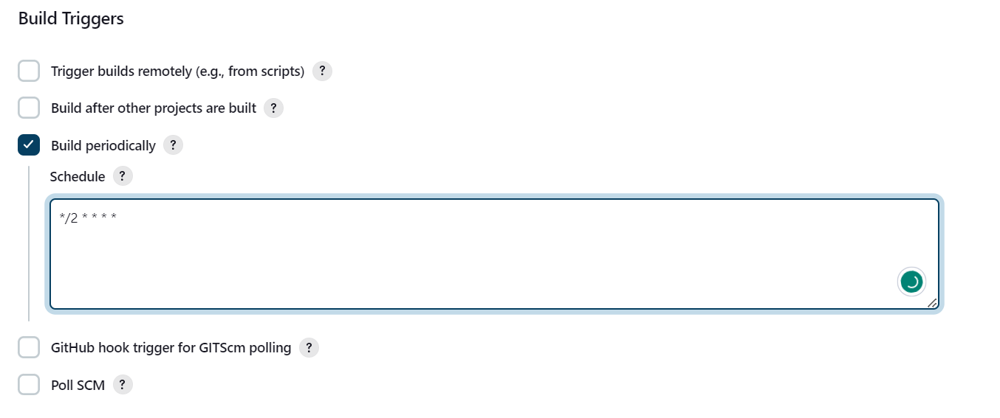 Build Triggers
Trigger builds remotely (e.g., from scripts) ?
Build after other projects are built ?
Build periodically ?
Schedule ?
*/2 * * * *
GitHub hook trigger for GITScm polling ?
Poll SCM ?